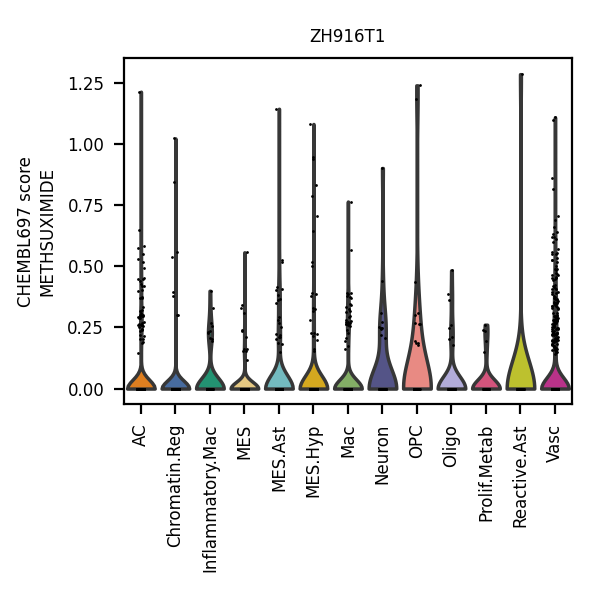 ZH916T1
CHEMBL697 score
METHSUXIMIDE
1.25
1.00
0.75
0.50
0.25
0.00
AC
Chromatin.Reg
Inflammatory.Mac
MES
MES.Ast
MES.Hyp
Mac
Neuron
OPC
Oligo
Prolif.Metab
Reactive.Ast
Vasc